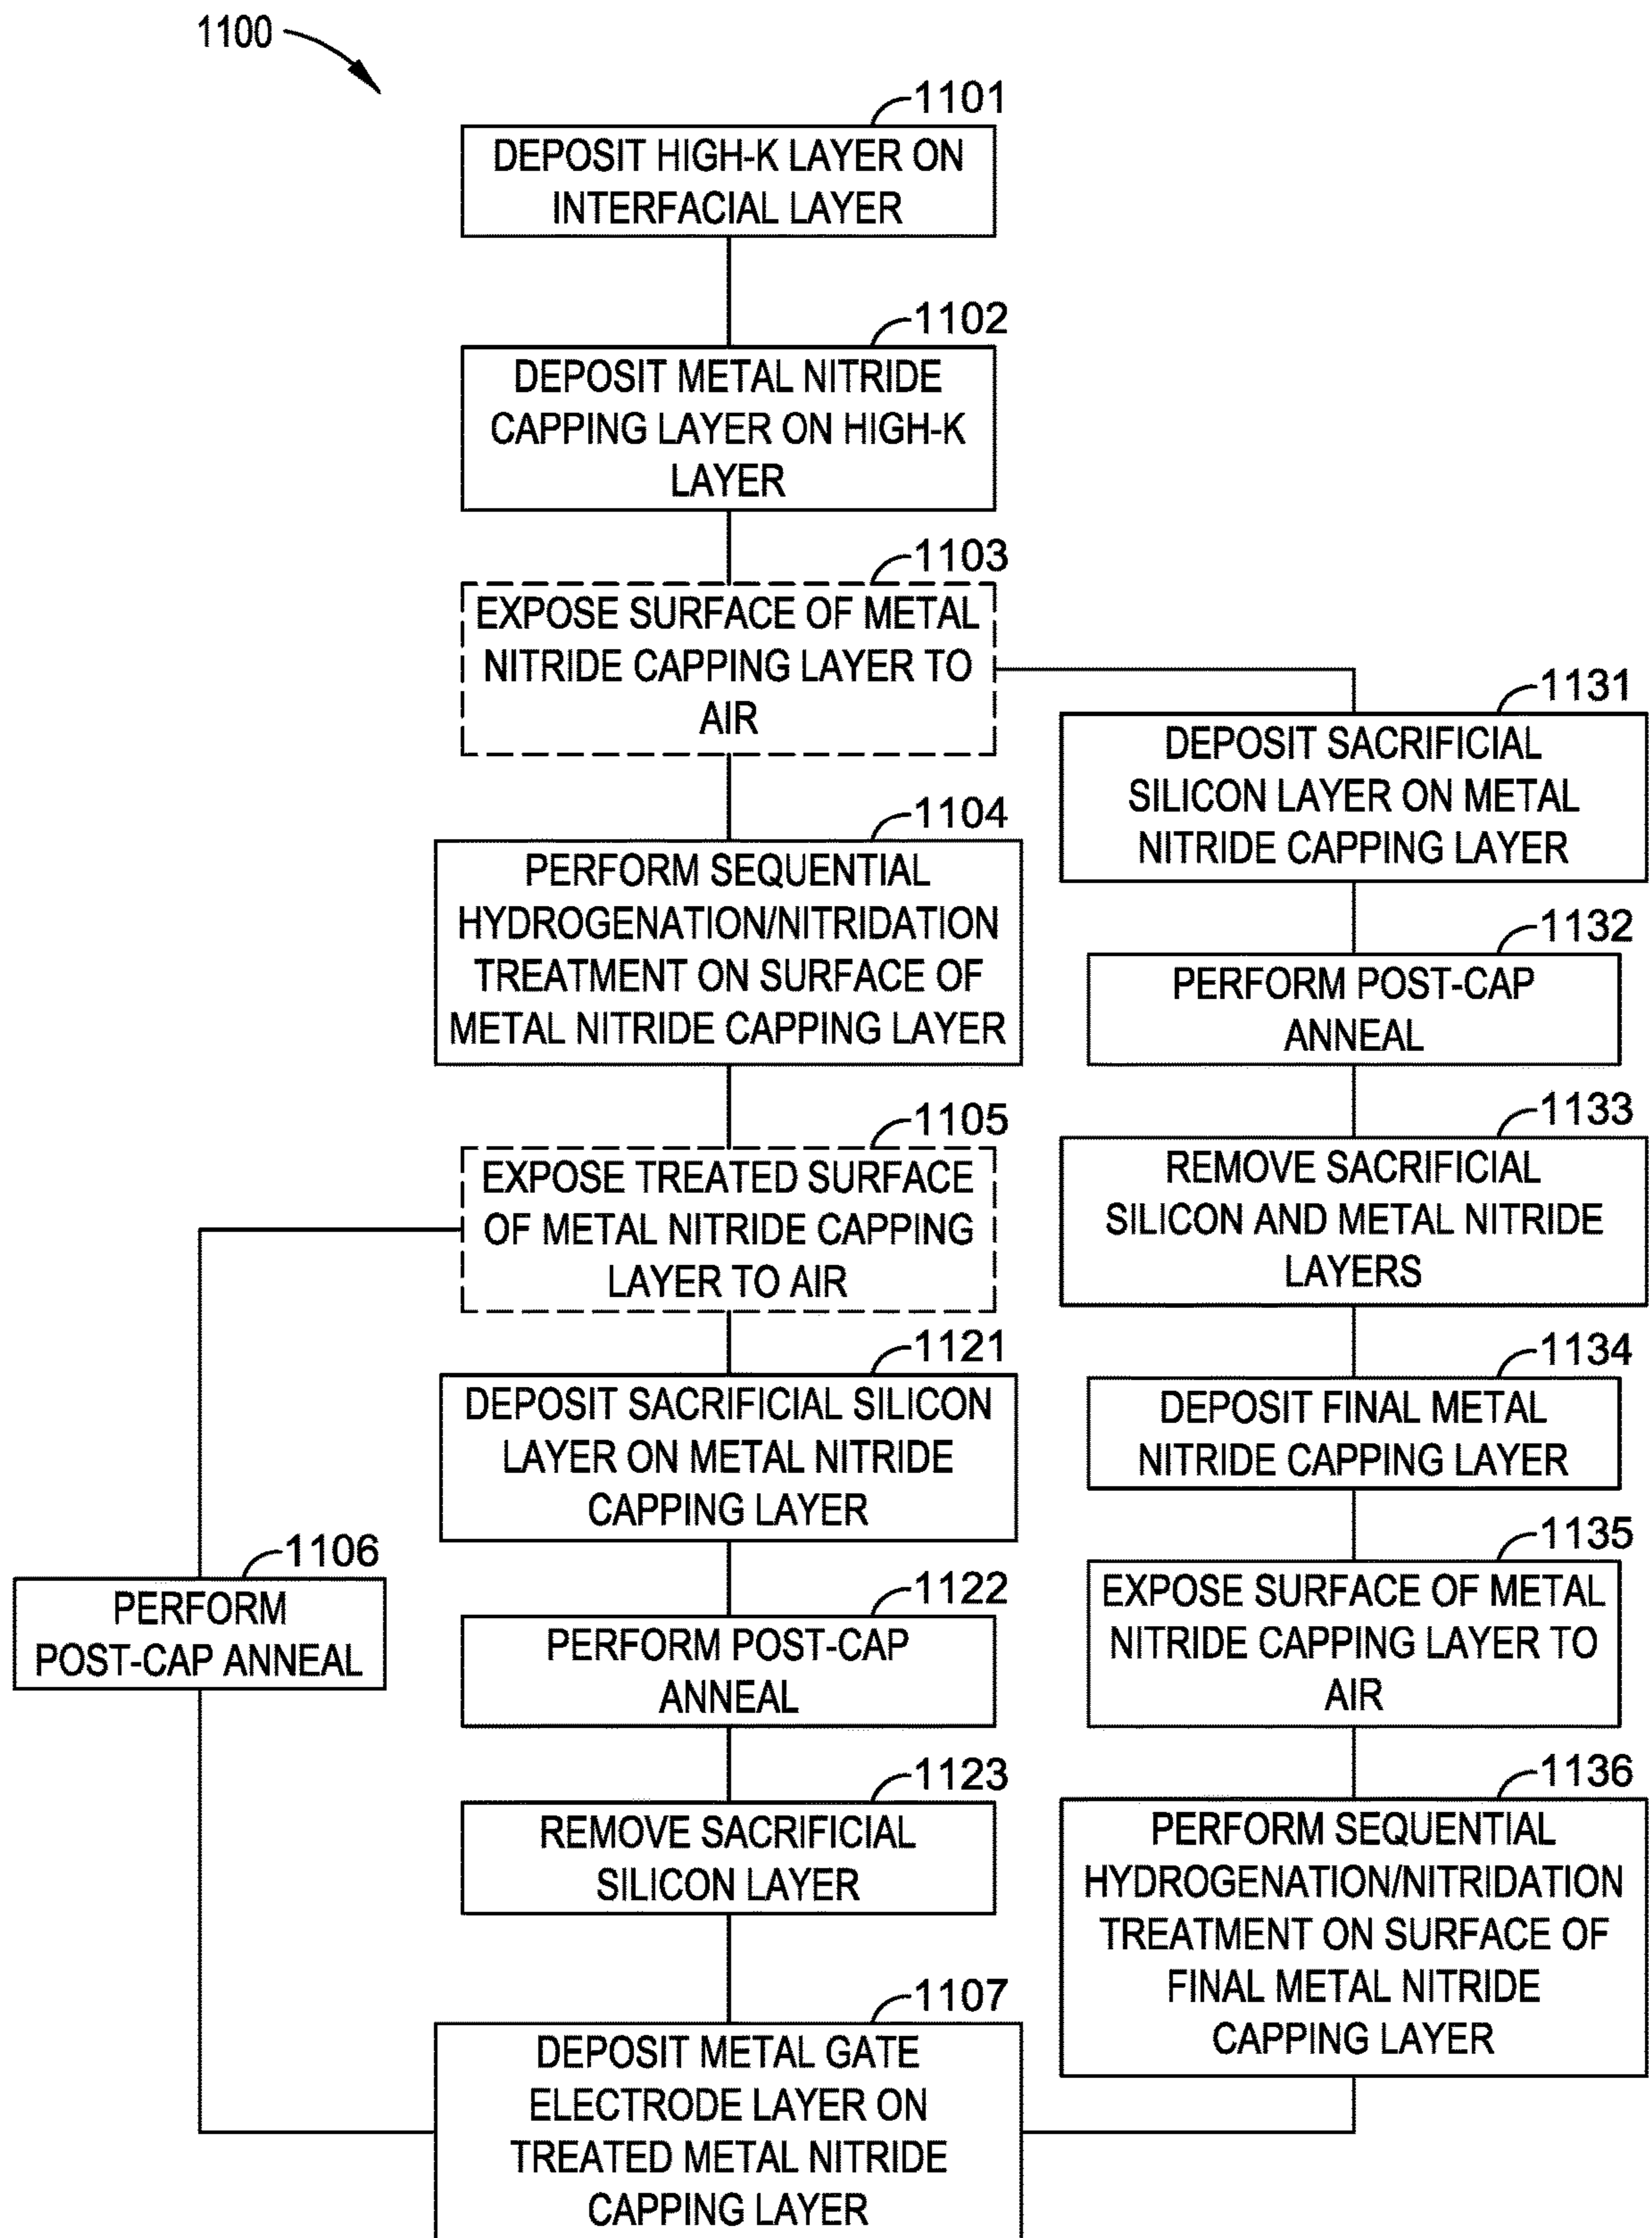 1100
1101
DEPOSIT HIGH-K LAYER ON
INTERFACIAL LAYER
1102
DEPOSIT METAL NITRIDE
CAPPING LAYER ON HIGH-K
LAYER
1103
EXPOSE SURFACE OF METAL
NITRIDE CAPPING LAYER TO
AIR
1104
PERFORM SEQUENTIAL
HYDROGENATION/NITRIDATION
TREATMENT ON SURFACE OF
METAL NITRIDE CAPPING LAYER
1105
EXPOSE TREATED SURFACE
OF METAL NITRIDE CAPPING
LAYER TO AIR
1106
PERFORM
POST-CAP ANNEAL
1121
DEPOSIT SACRIFICIAL SILICON
LAYER ON METAL NITRIDE
CAPPING LAYER
1122
PERFORM POST-CAP
ANNEAL
1123
REMOVE SACRIFICIAL
SILICON LAYER
1131
DEPOSIT SACRIFICIAL
SILICON LAYER ON METAL
NITRIDE CAPPING LAYER
1132
PERFORM POST-CAP
ANNEAL
1133
REMOVE SACRIFICIAL
SILICON AND METAL NITRIDE
LAYERS
1134
DEPOSIT FINAL METAL
NITRIDE CAPPING LAYER
1135
EXPOSE SURFACE OF METAL
NITRIDE CAPPING LAYER TO
AIR
1136
PERFORM SEQUENTIAL
HYDROGENATION/NITRIDATION
TREATMENT ON SURFACE OF
FINAL METAL NITRIDE
CAPPING LAYER
1107
DEPOSIT METAL GATE
ELECTRODE LAYER ON
TREATED METAL NITRIDE
CAPPING LAYER